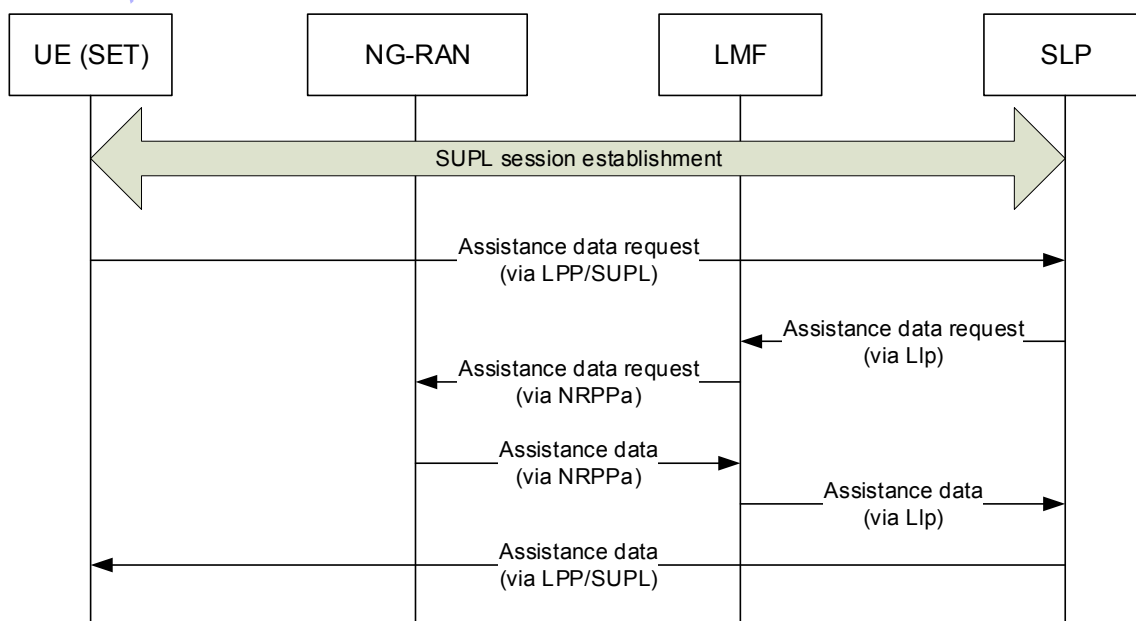 UE (SET)
NG-RAN
LMF
SLP
SUPL session establishment
Assistance data request
(via LPP/SUPL)
Assistance data request
(via Llp)
Assistance data request
(via NRPPa)
Assistance data
(via NRPPa)
Assistance data
(via Llp)
Assistance data
(via LPP/SUPL)